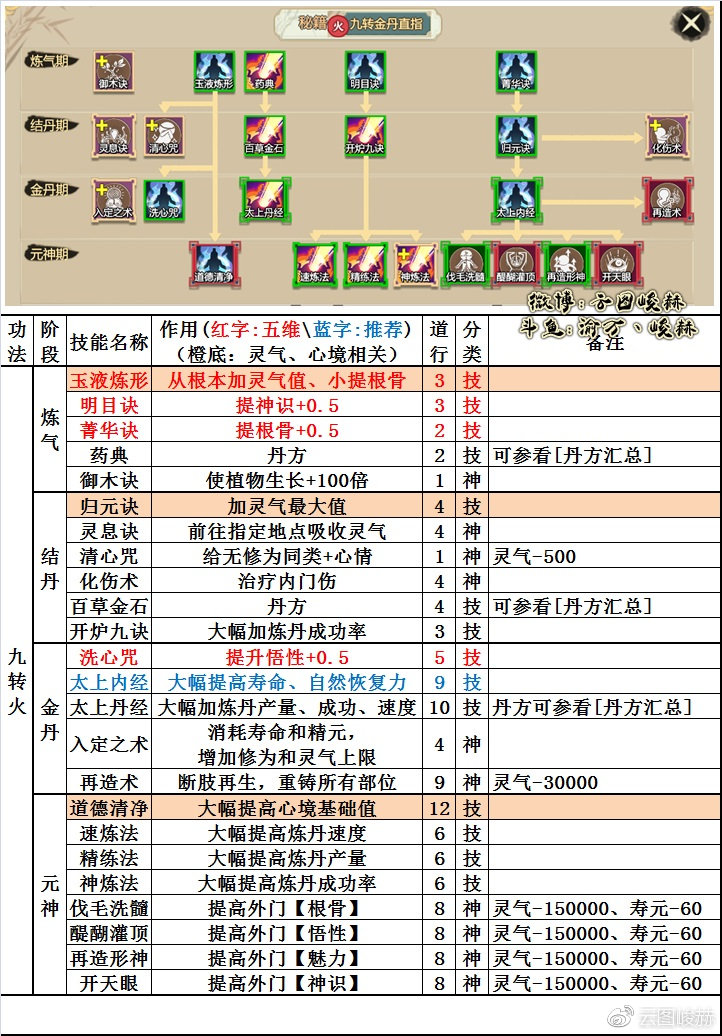 秘籍 火 九转金丹直指
炼气期
御木诀 玉液炼形 药典 明目诀 菁华诀
结丹期
灵息诀 清心咒 百草金石 开炉九诀 归元诀 化伤术
金丹期
入定之术 洗心咒 太上丹经 太上内经 再造术
元神期
道德清净 速炼法 精练法 神炼法 伐毛洗髓 醍醐灌顶 再造形神 开天眼
微博:云图峻赫
斗鱼:渝万丶峻赫
功法 阶段 技能名称 作用(红字:五维\蓝字:推荐)(橙底:灵气、心境相关) 道行 分类 备注
九转火
炼气
玉液炼形 从根本加灵气值、小提根骨 3 技
明目诀 提神识+0.5 3 技
菁华诀 提根骨+0.5 2 技
药典 丹方 2 技 可参看[丹方汇总]
御木诀 使植物生长+100倍 1 神
结丹
归元诀 加灵气最大值 4 技
灵息诀 前往指定地点吸收灵气 4 神
清心咒 给无修为同类+心情 1 神 灵气-500
化伤术 治疗内门伤 4 神
百草金石 丹方 4 技 可参看[丹方汇总]
开炉九诀 大幅加炼丹成功率 3 技
金丹
洗心咒 提升悟性+0.5 5 技
太上内经 大幅提高寿命、自然恢复力 9 技
太上丹经 大幅加炼丹产量、成功、速度 10 技 丹方可参看[丹方汇总]
入定之术 消耗寿命和精元，增加修为和灵气上限 4 神
再造术 断肢再生，重铸所有部位 9 神 灵气-30000
元神
道德清净 大幅提高心境基础值 12 技
速炼法 大幅提高炼丹速度 6 技
精练法 大幅提高炼丹产量 6 技
神炼法 大幅提高炼丹成功率 6 技
伐毛洗髓 提高外门【根骨】 8 神 灵气-150000、寿元-60
醍醐灌顶 提高外门【悟性】 8 神 灵气-150000、寿元-60
再造形神 提高外门【魅力】 8 神 灵气-150000、寿元-60
开天眼 提高外门【神识】 8 神 灵气-150000、寿元-60
云图峻赫